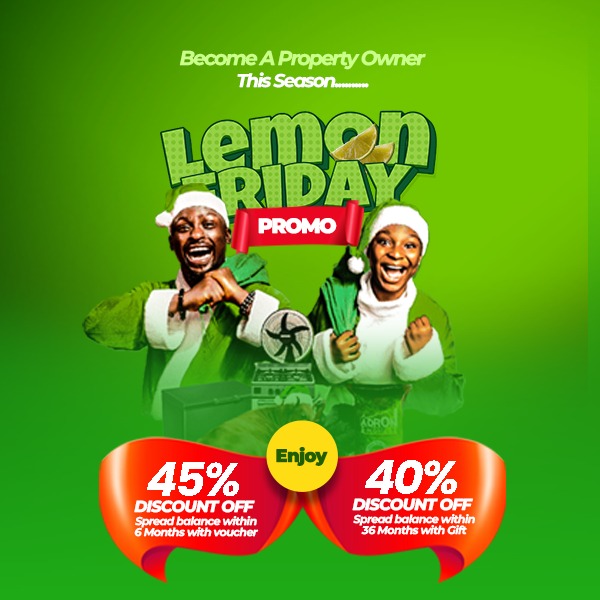 Become A Property Owner
This Season..........
Lemon
FRIDAY
PROMO
ADRON
Enjoy
45%
DISCOUNT OFF
Spread balance within
6 Months with voucher
40%
DISCOUNT OFF
Spread balance within
36 Months with Gift